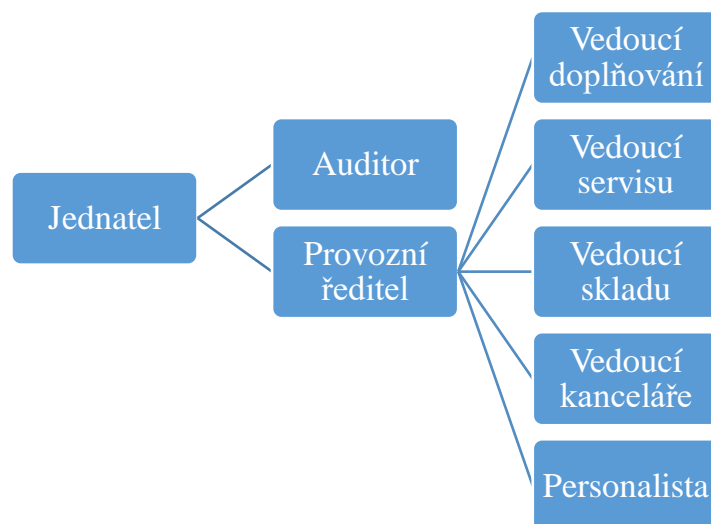 Jednatel
Auditor
Provozní
ředitel
Vedoucí
doplňování
Vedoucí
servisu
Vedoucí
skladu
Vedoucí
kanceláře
Personalista